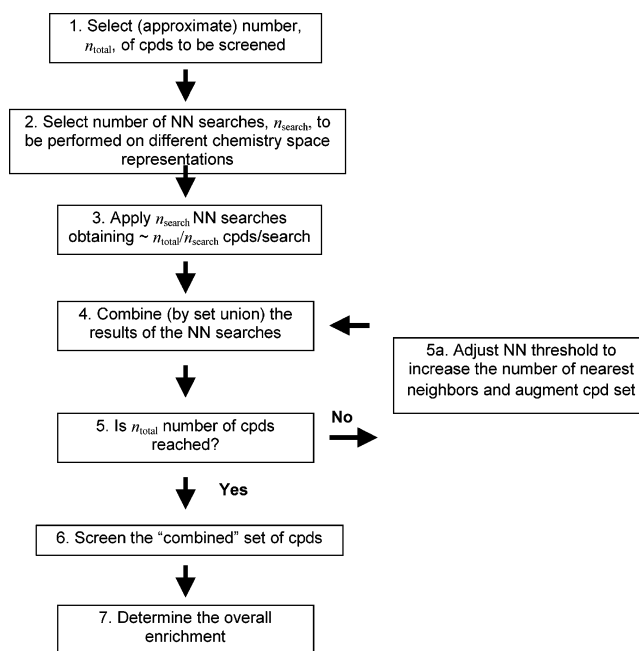 1. Select (approximate) number,
n_total, of cpds to be screened
2. Select number of NN searches, n_search, to
be performed on different chemistry space
representations
3. Apply n_search NN searches
obtaining ~ n_total/n_search cpds/search
4. Combine (by set union) the
results of the NN searches
5a. Adjust NN threshold to
increase the number of nearest
neighbors and augment cpd set
5. Is n_total number of cpds
reached?
No
Yes
6. Screen the “combined” set of cpds
7. Determine the overall
enrichment